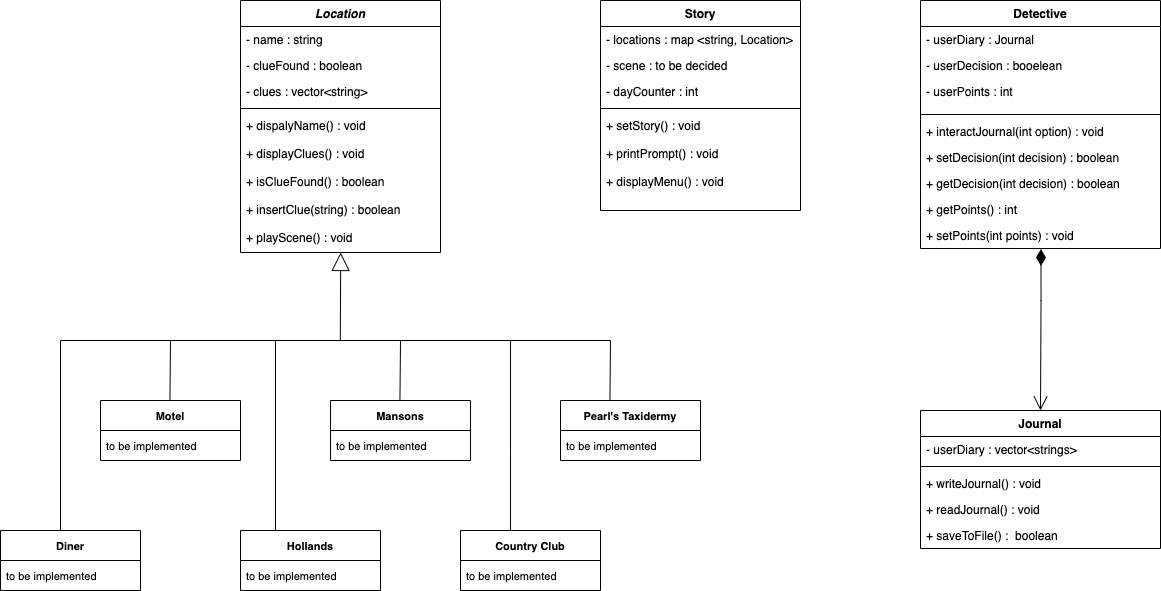 Location
- name : string
- clueFound : boolean
- clues : vector<string>
+ dispalyName() : void
+ displayClues() : void
+ isClueFound() : boolean
+ insertClue(string) : boolean
+ playScene() : void
Story
- locations : map <string, Location>
- scene : to be decided
- dayCounter : int
+ setStory() : void
+ printPrompt() : void
+ displayMenu() : void
Detective
- userDiary : Journal
- userDecision : booelean
- userPoints : int
+ interactJournal(int option) : void
+ setDecision(int decision) : boolean
+ getDecision(int decision) : boolean
+ getPoints() : int
+ setPoints(int points) : void
Motel
to be implemented
Mansons
to be implemented
Pearl's Taxidermy
to be implemented
Journal
- userDiary : vector<strings>
+ writeJournal() : void
+ readJournal() : void
+ saveToFile() :  boolean
Diner
to be implemented
Hollands
to be implemented
Country Club
to be implemented